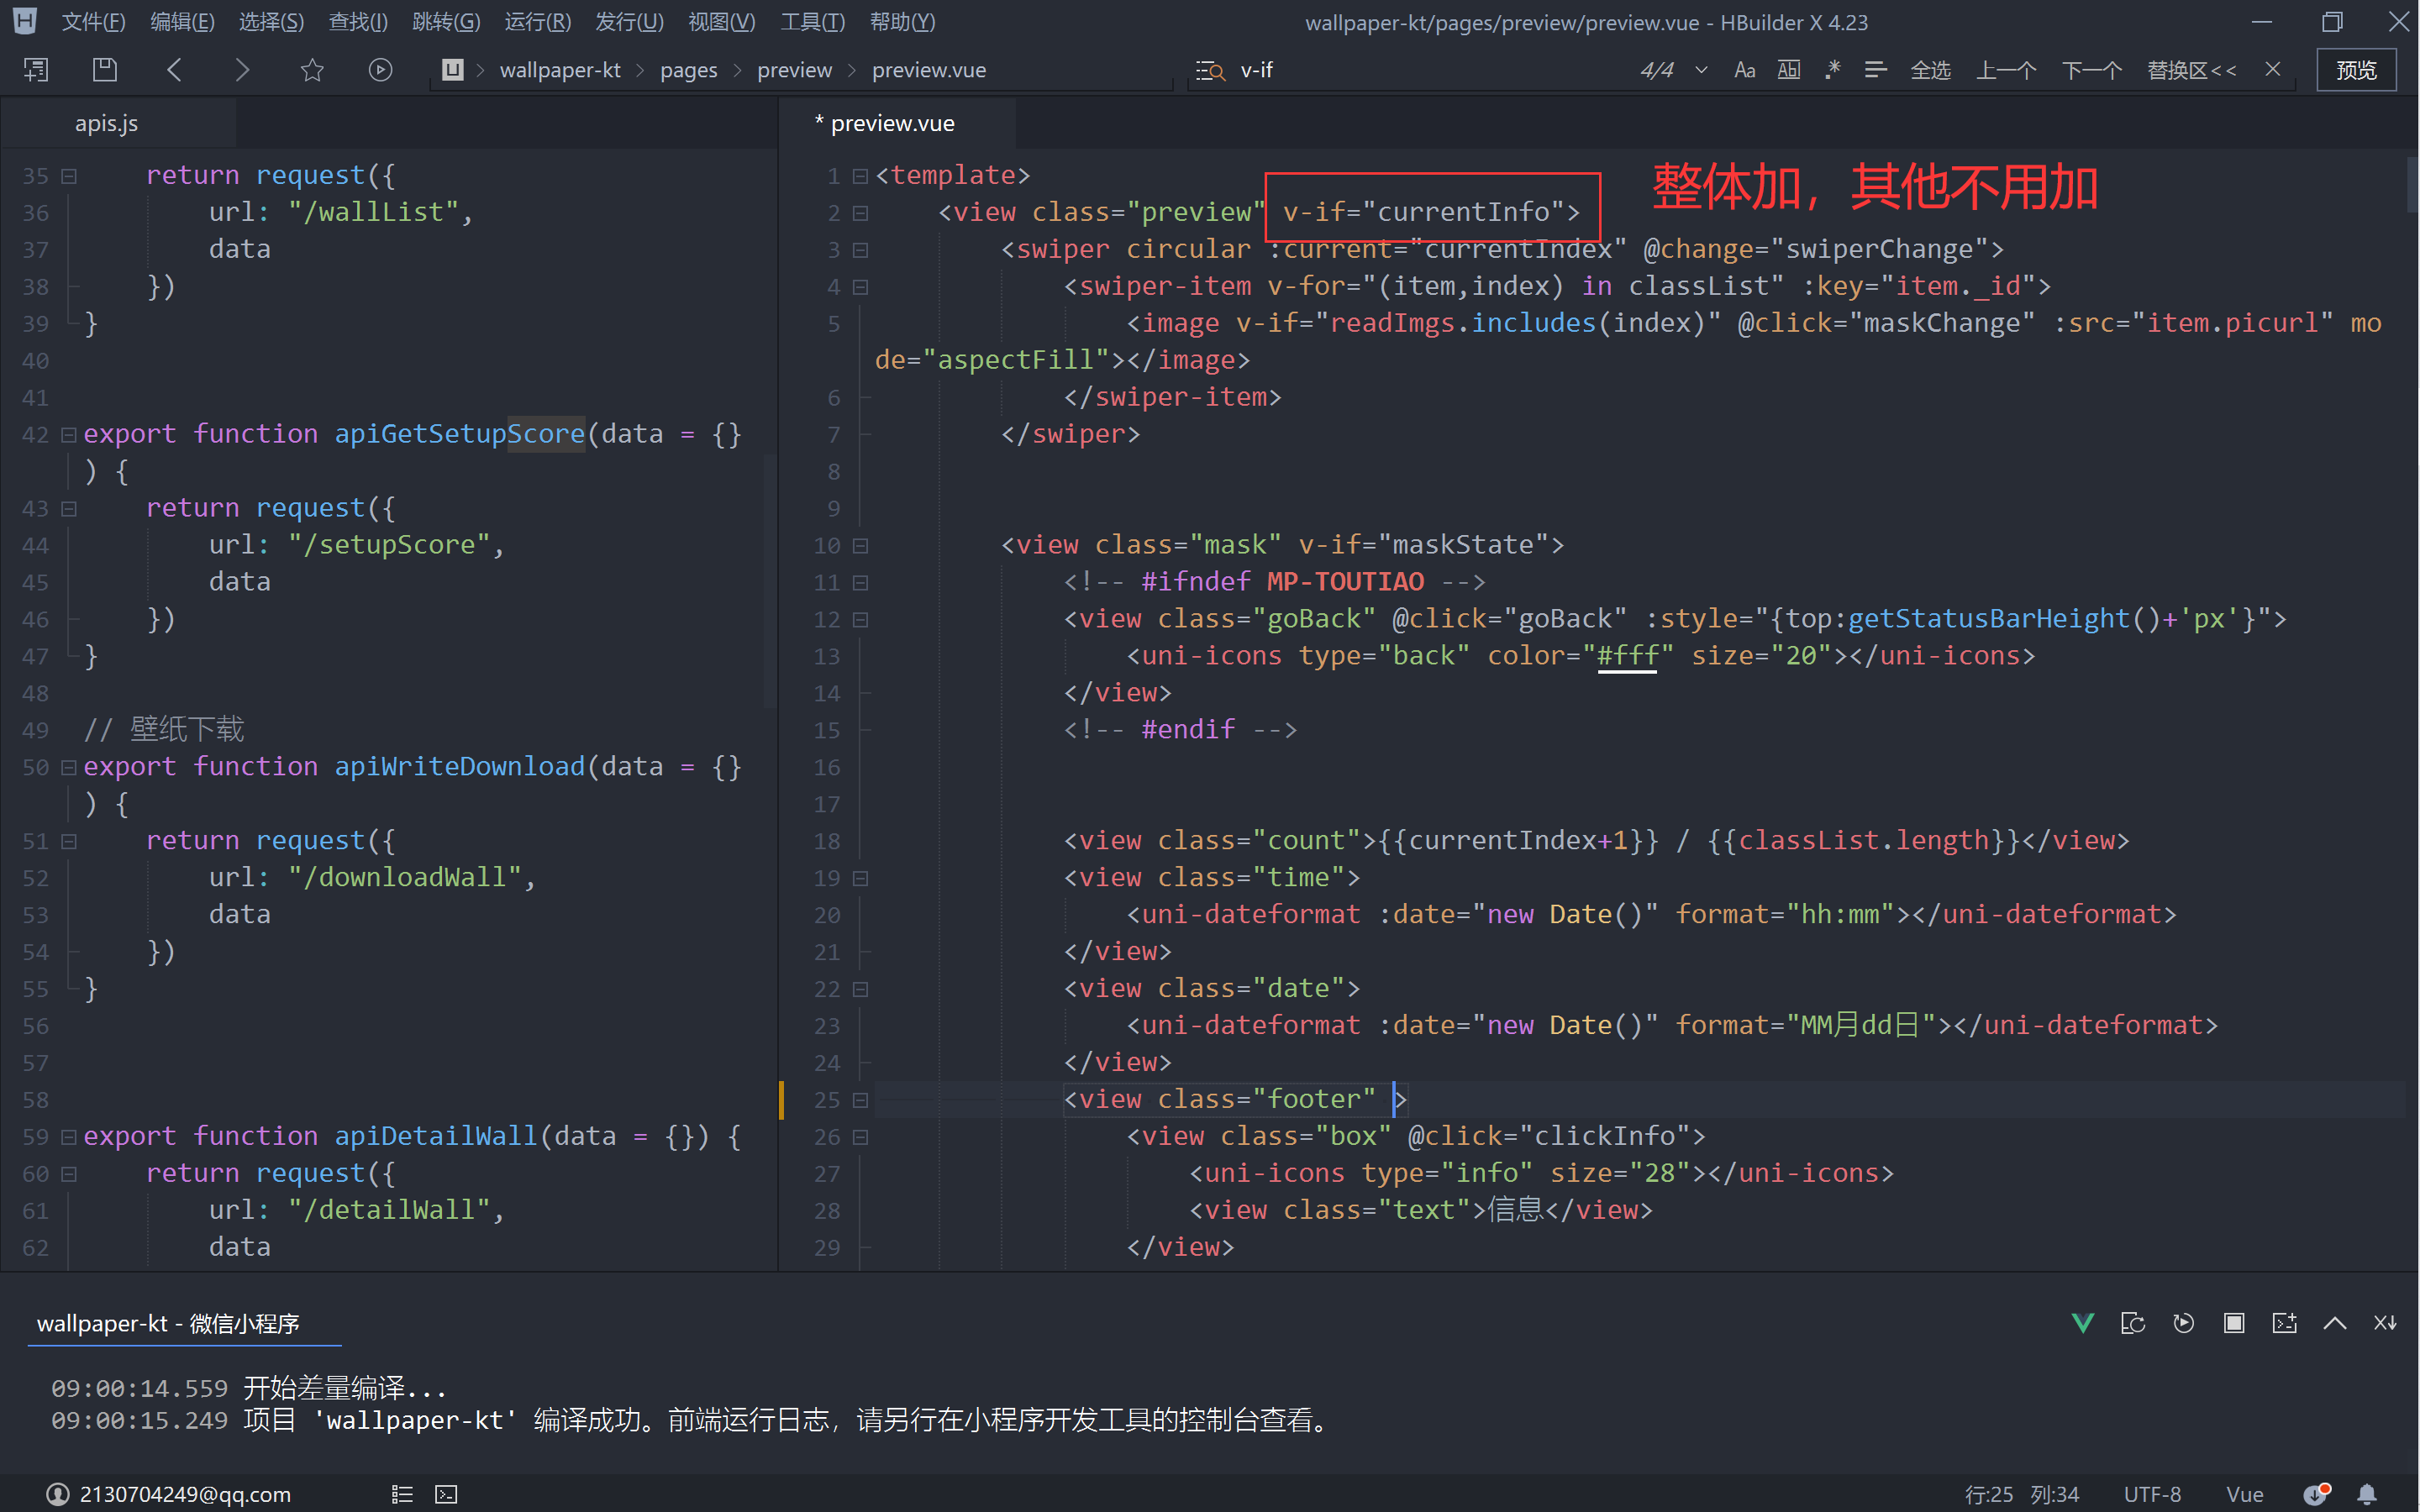 文件(F) 编辑(E) 选择(S) 查找(I) 跳转(G) 运行(R) 发行(U) 视图(V) 工具(T) 帮助(Y) wallpaper-kt/pages/preview/preview.vue - HBuilder X 4.23
wallpaper-kt pages preview preview.vue v-if 4/4 Aa 全选 上一个 下一个 替换区<< 预览
apis.js
35 return request({
36 url: "/wallList",
37 data
38 })
39 }
40
41
42 export function apiGetSetupScore(data = {}
) {
43 return request({
44 url: "/setupScore",
45 data
46 })
47 }
48
49 // 壁纸下载
50 export function apiWriteDownload(data = {}
) {
51 return request({
52 url: "/downloadWall",
53 data
54 })
55 }
56
57
58
59 export function apiDetailWall(data = {}) {
60 return request({
61 url: "/detailWall",
62 data
* preview.vue
整体加，其他不用加
1 <template>
2 <view class="preview" v-if="currentInfo">
3 <swiper circular :current="currentIndex" @change="swiperChange">
4 <swiper-item v-for="(item,index) in classList" :key="item._id">
5 <image v-if="readImgs.includes(index)" @click="maskChange" :src="item.picurl" mo
de="aspectFill"></image>
6 </swiper-item>
7 </swiper>
8
9
10 <view class="mask" v-if="maskState">
11 <!-- #ifndef MP-TOUTIAO -->
12 <view class="goBack" @click="goBack" :style="{top:getStatusBarHeight()+'px'}">
13 <uni-icons type="back" color="#fff" size="20"></uni-icons>
14 </view>
15 <!-- #endif -->
16
17
18 <view class="count">{{currentIndex+1}} / {{classList.length}}</view>
19 <view class="time">
20 <uni-dateformat :date="new Date()" format="hh:mm"></uni-dateformat>
21 </view>
22 <view class="date">
23 <uni-dateformat :date="new Date()" format="MM月dd日"></uni-dateformat>
24 </view>
25 <view class="footer" >
26 <view class="box" @click="clickInfo">
27 <uni-icons type="info" size="28"></uni-icons>
28 <view class="text">信息</view>
29 </view>
wallpaper-kt - 微信小程序
09:00:14.559 开始差量编译...
09:00:15.249 项目 'wallpaper-kt' 编译成功。前端运行日志，请另行在小程序开发工具的控制台查看。
2130704249@qq.com 行:25 列:34 UTF-8 Vue